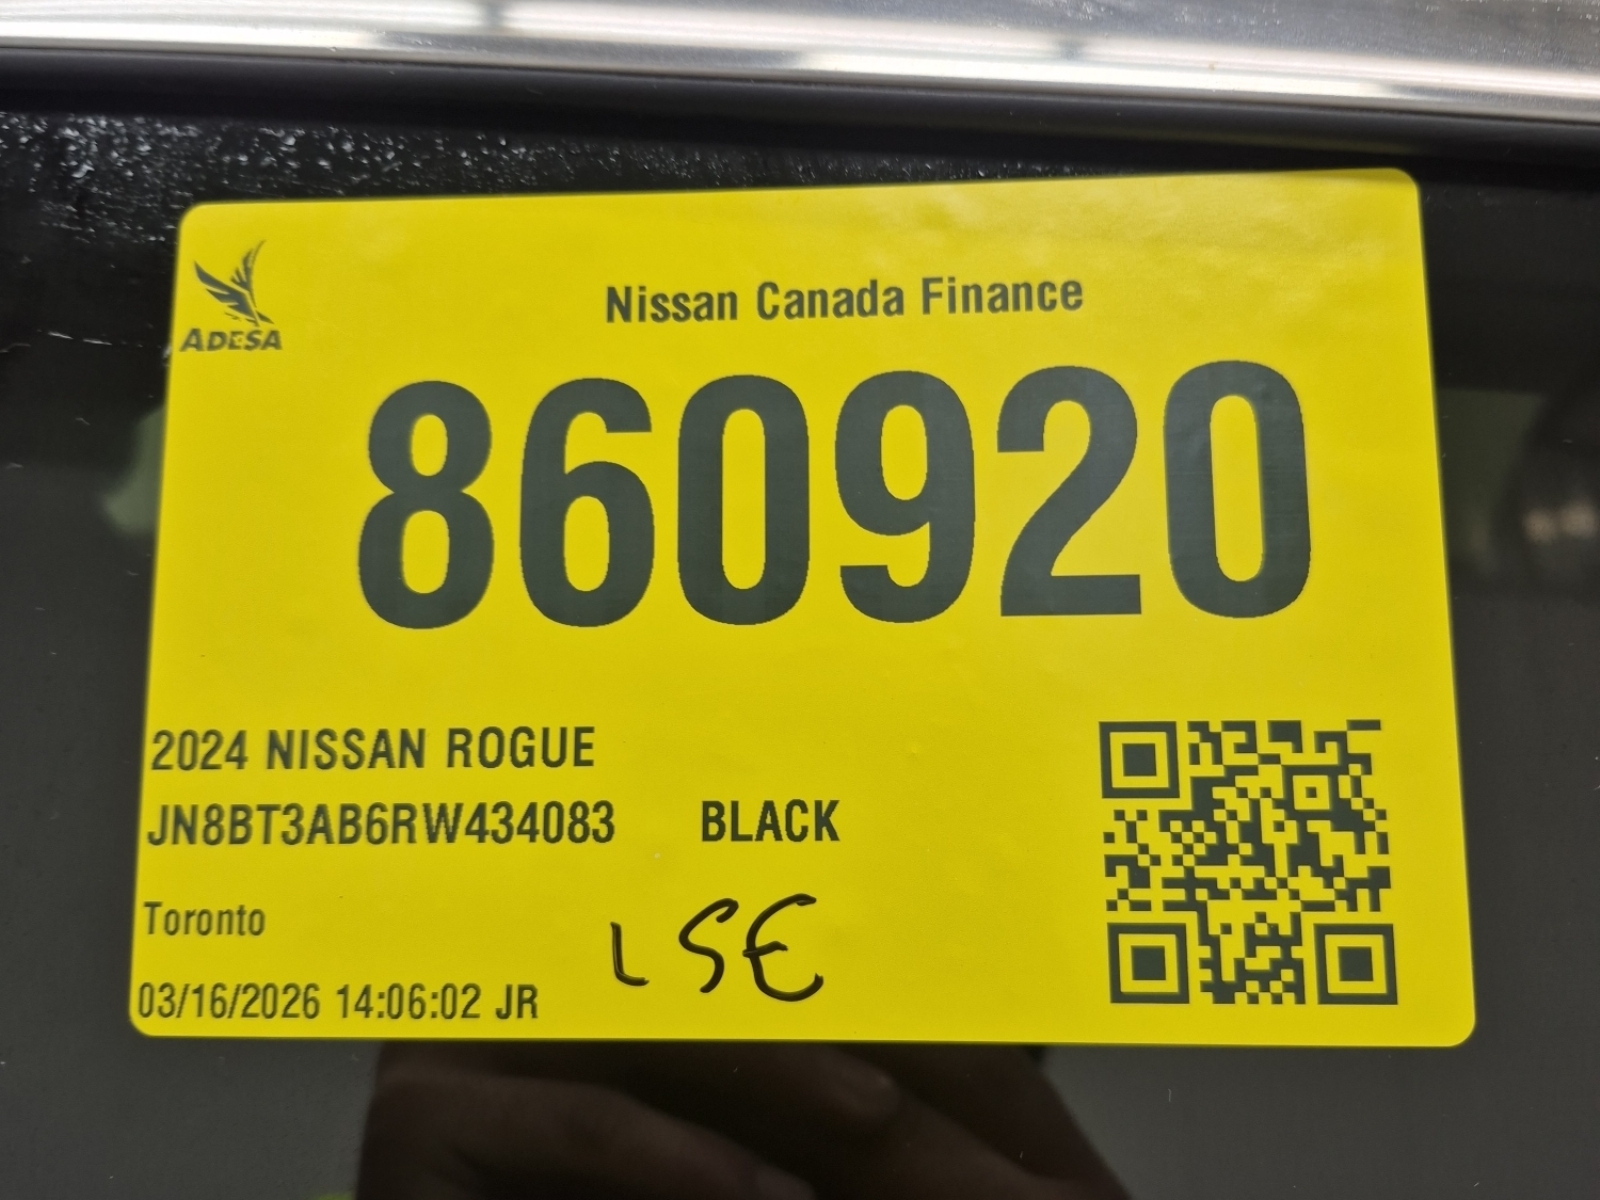 ADESA
Nissan Canada Finance
860920
2024 NISSAN ROGUE
JN8BT3AB6RW434083 BLACK
Toronto
LSE
03/16/2026 14:06:02 JR